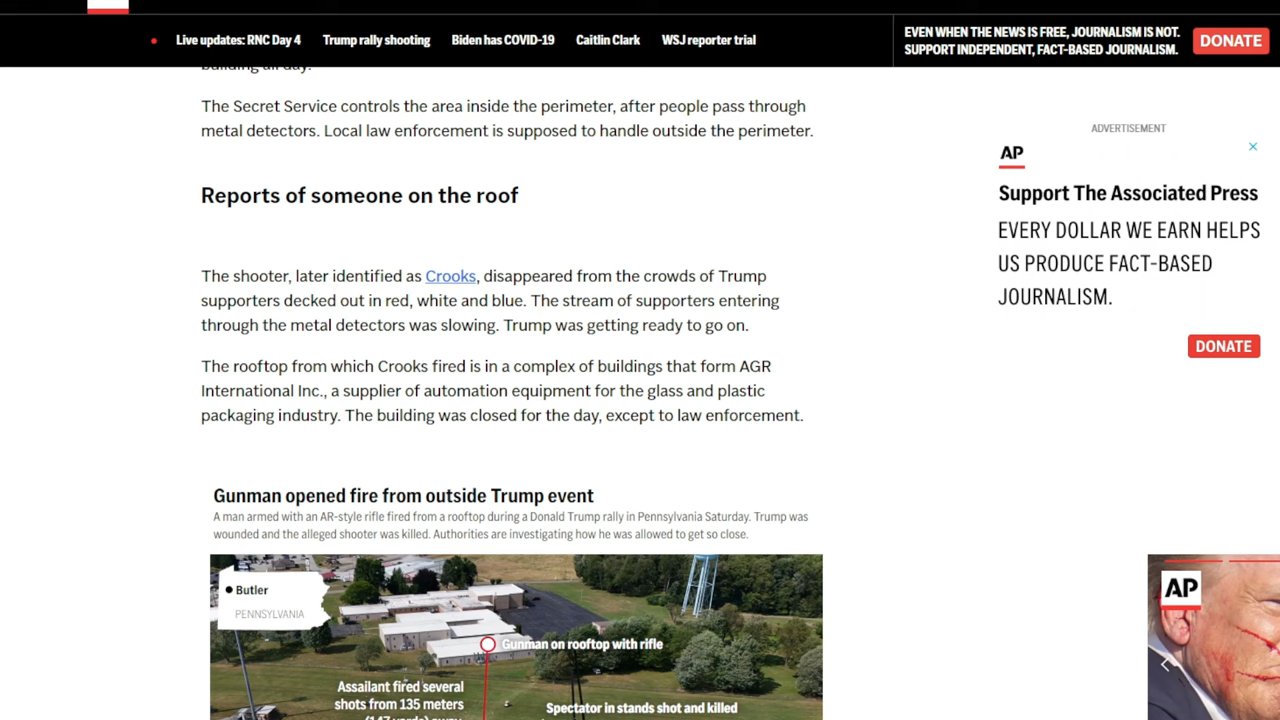 Live updates: RNC Day 4 Trump rally shooting Biden has COVID-19 Caitlin Clark WSJ reporter trial
EVEN WHEN THE NEWS IS FREE, JOURNALISM IS NOT.
SUPPORT INDEPENDENT, FACT-BASED JOURNALISM.
DONATE
building all day.
The Secret Service controls the area inside the perimeter, after people pass through
metal detectors. Local law enforcement is supposed to handle outside the perimeter.
Reports of someone on the roof
The shooter, later identified as Crooks, disappeared from the crowds of Trump
supporters decked out in red, white and blue. The stream of supporters entering
through the metal detectors was slowing. Trump was getting ready to go on.
The rooftop from which Crooks fired is in a complex of buildings that form AGR
International Inc., a supplier of automation equipment for the glass and plastic
packaging industry. The building was closed for the day, except to law enforcement.
Gunman opened fire from outside Trump event
A man armed with an AR-style rifle fired from a rooftop during a Donald Trump rally in Pennsylvania Saturday. Trump was
wounded and the alleged shooter was killed. Authorities are investigating how he was allowed to get so close.
Butler
PENNSYLVANIA
Gunman on rooftop with rifle
Assailant fired several
shots from 135 meters
(147 yards) away
Spectator in stands shot and killed
ADVERTISEMENT
AP
Support The Associated Press
EVERY DOLLAR WE EARN HELPS
US PRODUCE FACT-BASED
JOURNALISM.
DONATE
AP